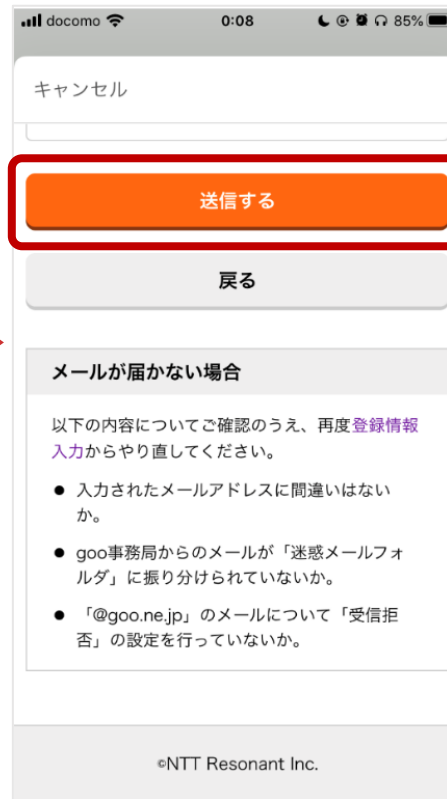 docomo 0:08 85%
キャンセル
送信する
戻る
メールが届かない場合
以下の内容についてご確認のうえ、再度登録情報
入力からやり直してください。
● 入力されたメールアドレスに間違いはない
か。
● goo事務局からのメールが「迷惑メールフォ
ルダ」に振り分けられていないか。
● 「@goo.ne.jp」のメールについて「受信拒
否」の設定を行っていないか。
©NTT Resonant Inc.